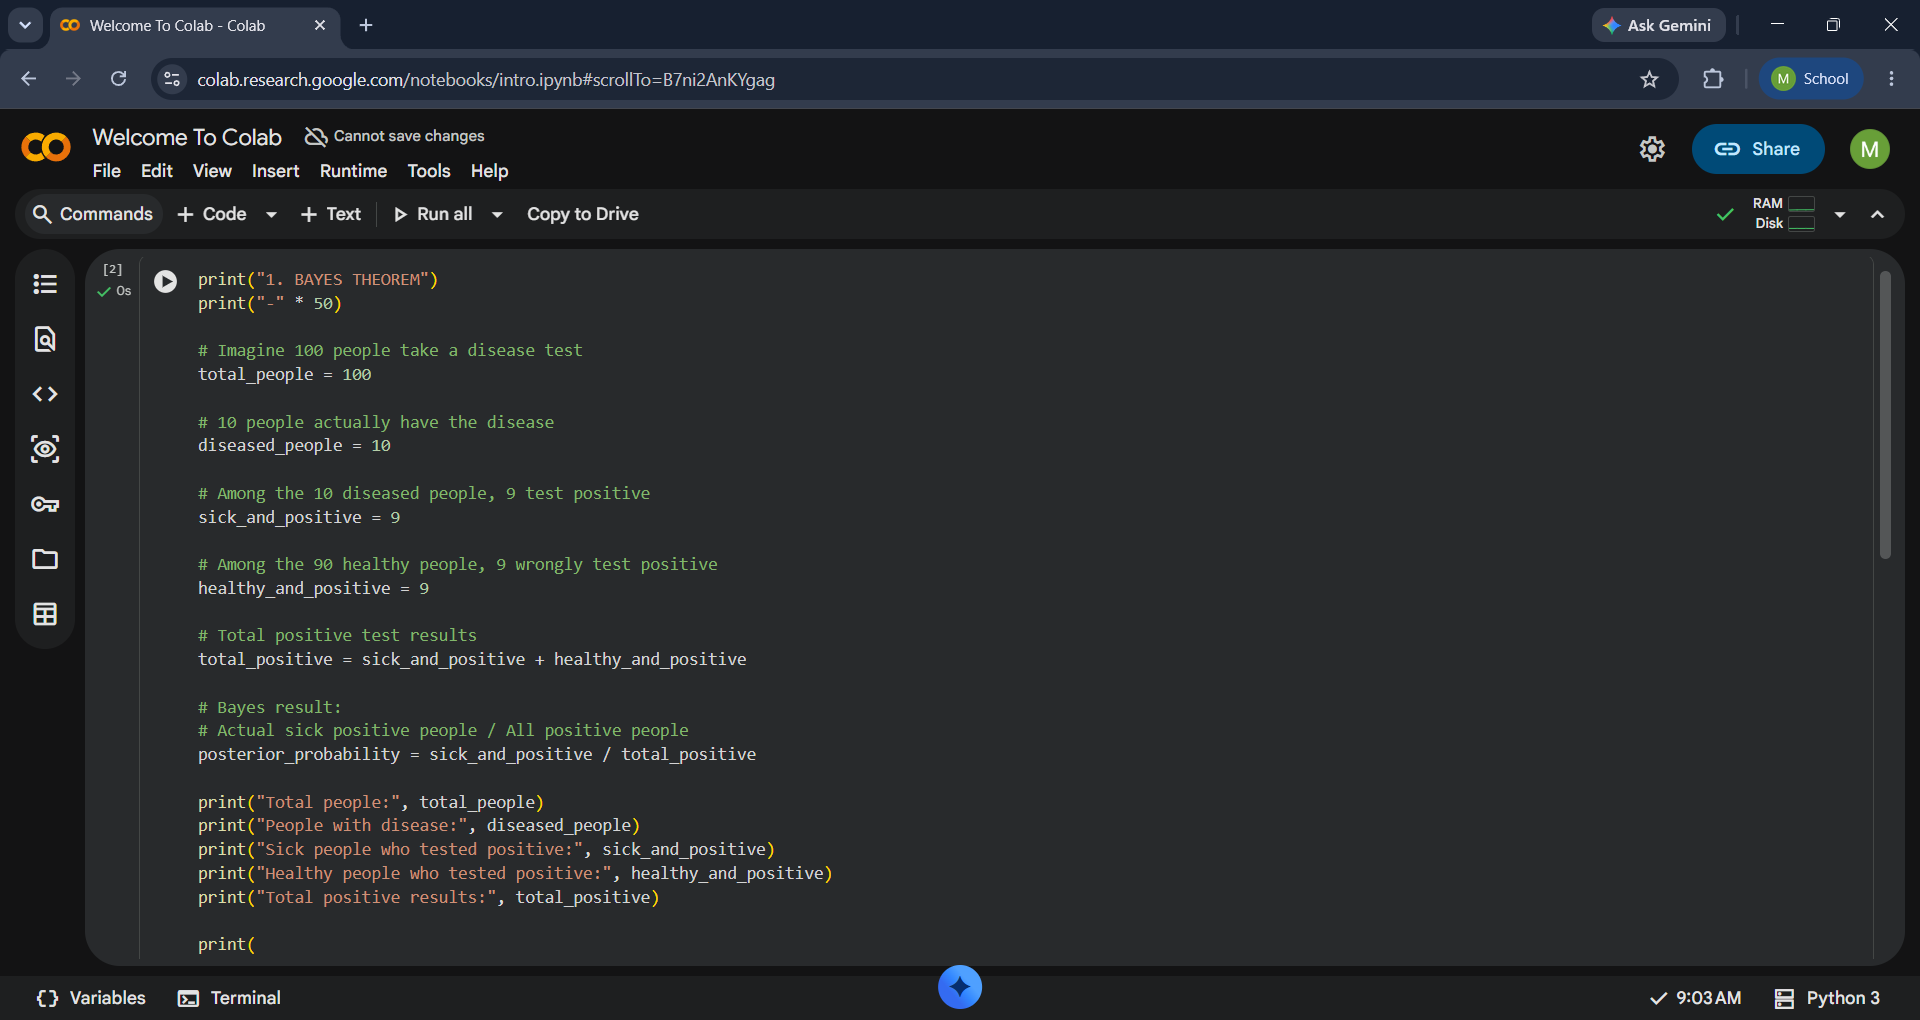 Welcome To Colab - Colab
Ask Gemini
colab.research.google.com/notebooks/intro.ipynb#scrollTo=B7ni2AnKYgag
M School
Welcome To Colab Cannot save changes
File Edit View Insert Runtime Tools Help
Share
M
Commands + Code + Text Run all Copy to Drive
RAM
Disk
[2]
0s
print("1. BAYES THEOREM")
print("-" * 50)
# Imagine 100 people take a disease test
total_people = 100
# 10 people actually have the disease
diseased_people = 10
# Among the 10 diseased people, 9 test positive
sick_and_positive = 9
# Among the 90 healthy people, 9 wrongly test positive
healthy_and_positive = 9
# Total positive test results
total_positive = sick_and_positive + healthy_and_positive
# Bayes result:
# Actual sick positive people / All positive people
posterior_probability = sick_and_positive / total_positive
print("Total people:", total_people)
print("People with disease:", diseased_people)
print("Sick people who tested positive:", sick_and_positive)
print("Healthy people who tested positive:", healthy_and_positive)
print("Total positive results:", total_positive)
print(
{} Variables Terminal
9:03 AM Python 3